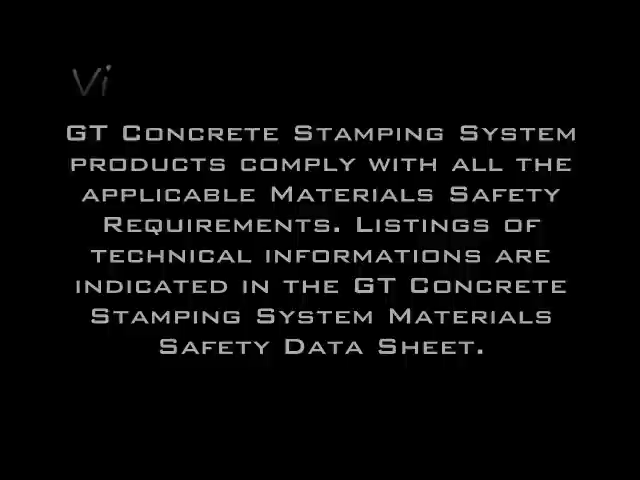 Vi
GT Concrete Stamping System
products comply with all the
applicable Materials Safety
Requirements. Listings of
technical informations are
indicated in the GT Concrete
Stamping System Materials
Safety Data Sheet.